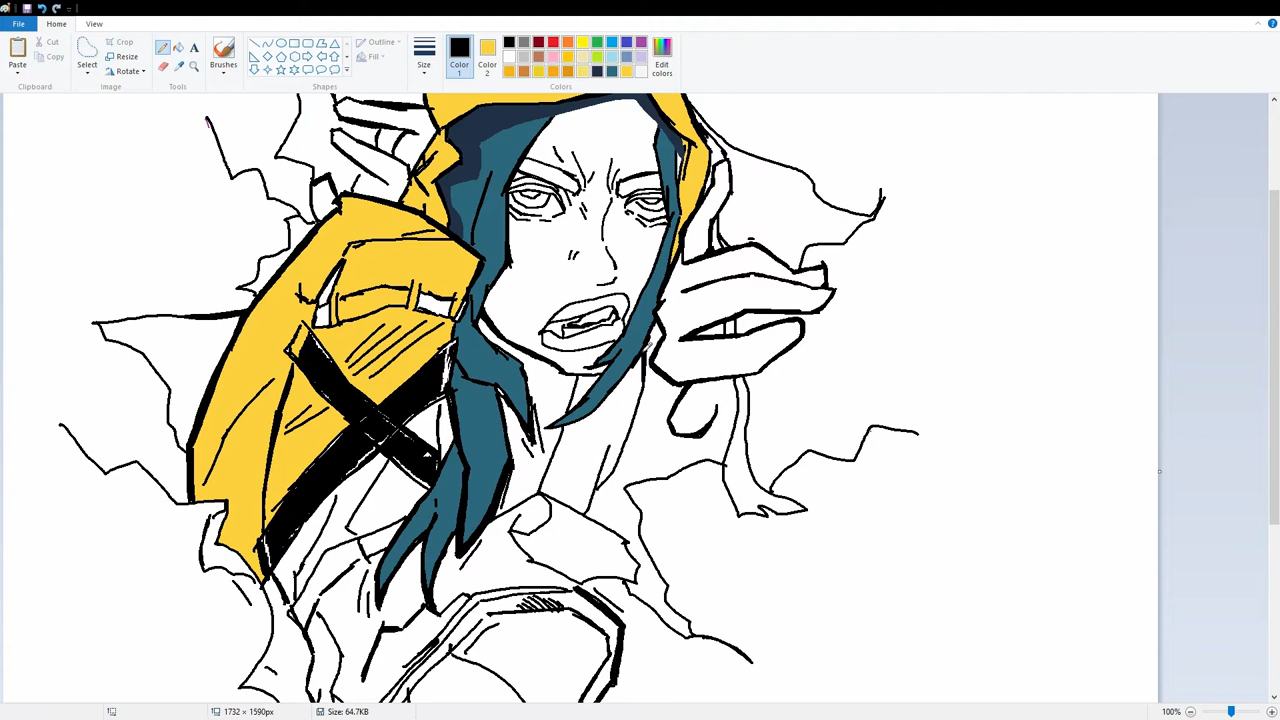 File Home View
Paste Cut Copy Clipboard
Select Crop Resize Rotate Image
A Tools
Brushes
Outline Fill Shapes
Size
Color 1
Color 2
Edit colors
Colors
1732 × 1590px
Size: 64.7KB
100%